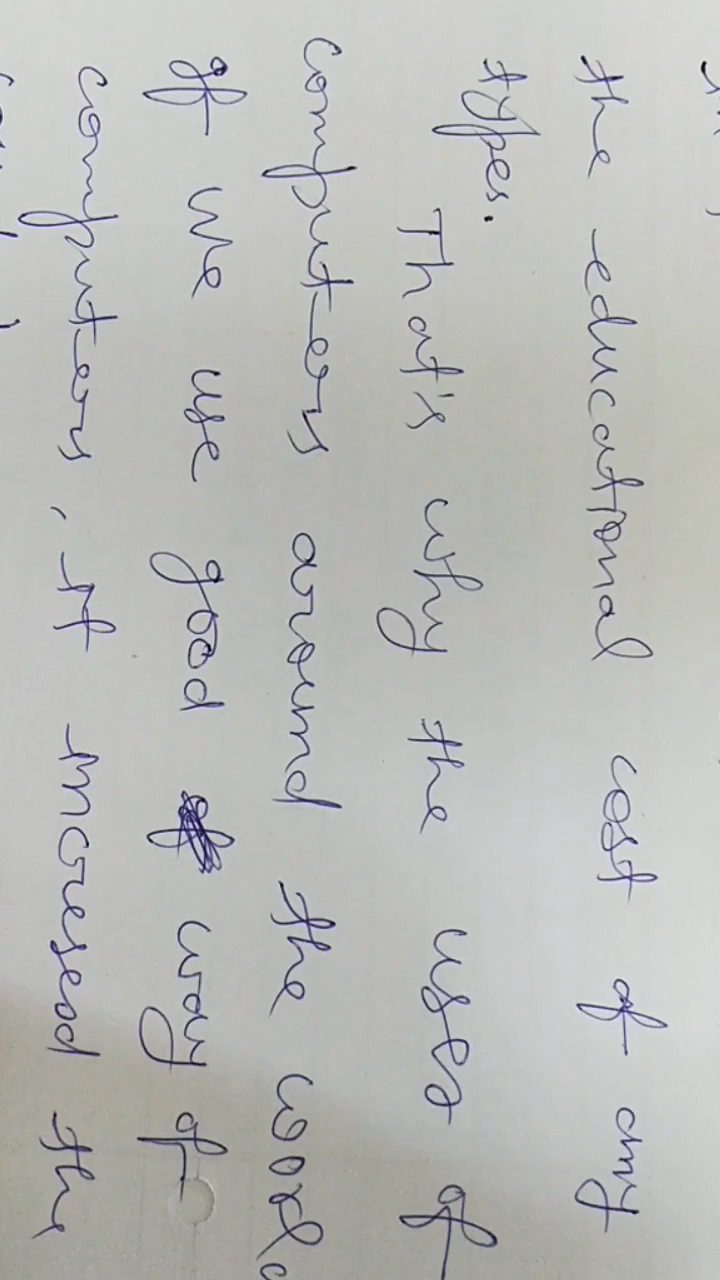 the educational cost of any
types.
That's why the uses of
computers around the world
If we use good way of
computers, it incresed the